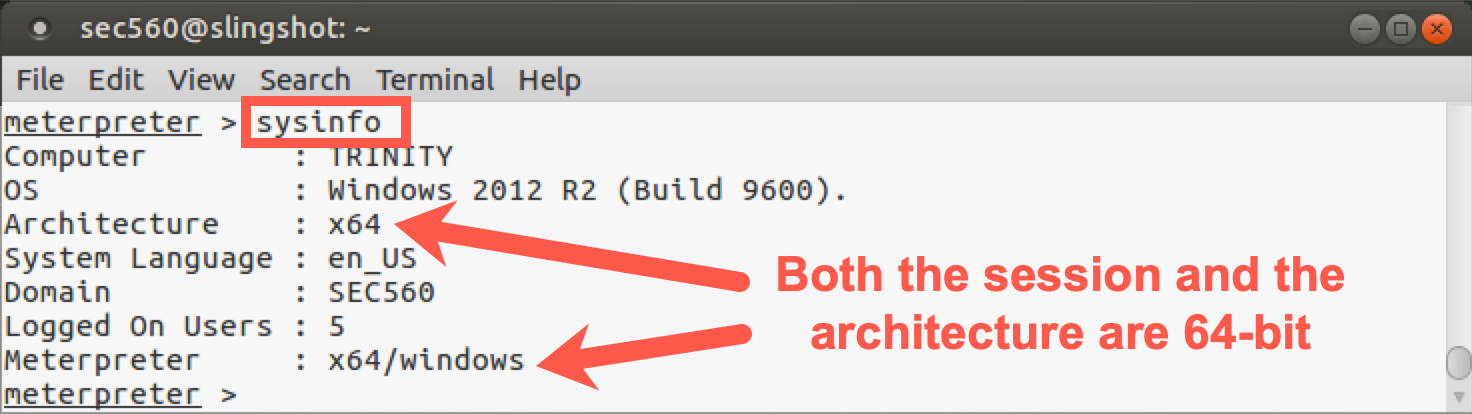 sec560@slingshot: ~
File Edit View Search Terminal Help
meterpreter > sysinfo
Computer : TRINITY
OS : Windows 2012 R2 (Build 9600).
Architecture : x64
System Language : en_US
Domain : SEC560
Logged On Users : 5
Meterpreter : x64/windows
meterpreter >
Both the session and the
architecture are 64-bit